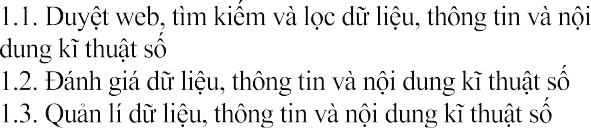 1.1. Duyệt web, tìm kiếm và lọc dữ liệu, thông tin và nội
dung kĩ thuật số
1.2. Đánh giá dữ liệu, thông tin và nội dung kĩ thuật số
1.3. Quản lí dữ liệu, thông tin và nội dung kĩ thuật số